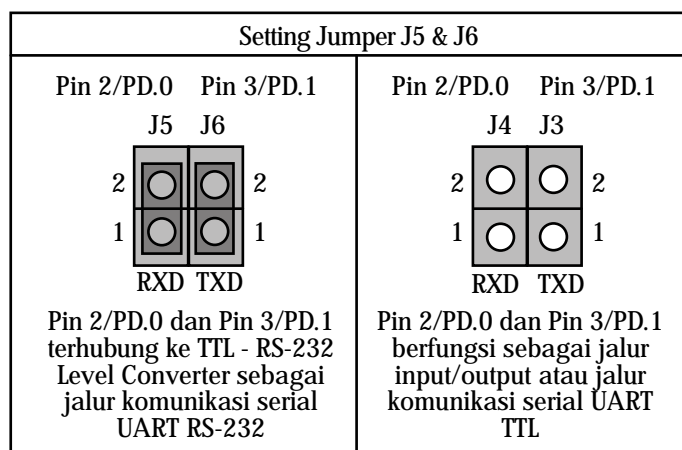 Setting Jumper J5 & J6
Pin 2/PD.0 Pin 3/PD.1
J5 J6
2 2
1 1
RXD TXD
Pin 2/PD.0 dan Pin 3/PD.1
terhubung ke TTL - RS-232
Level Converter sebagai
jalur komunikasi serial
UART RS-232
Pin 2/PD.0 Pin 3/PD.1
J4 J3
2 2
1 1
RXD TXD
Pin 2/PD.0 dan Pin 3/PD.1
berfungsi sebagai jalur
input/output atau jalur
komunikasi serial UART
TTL